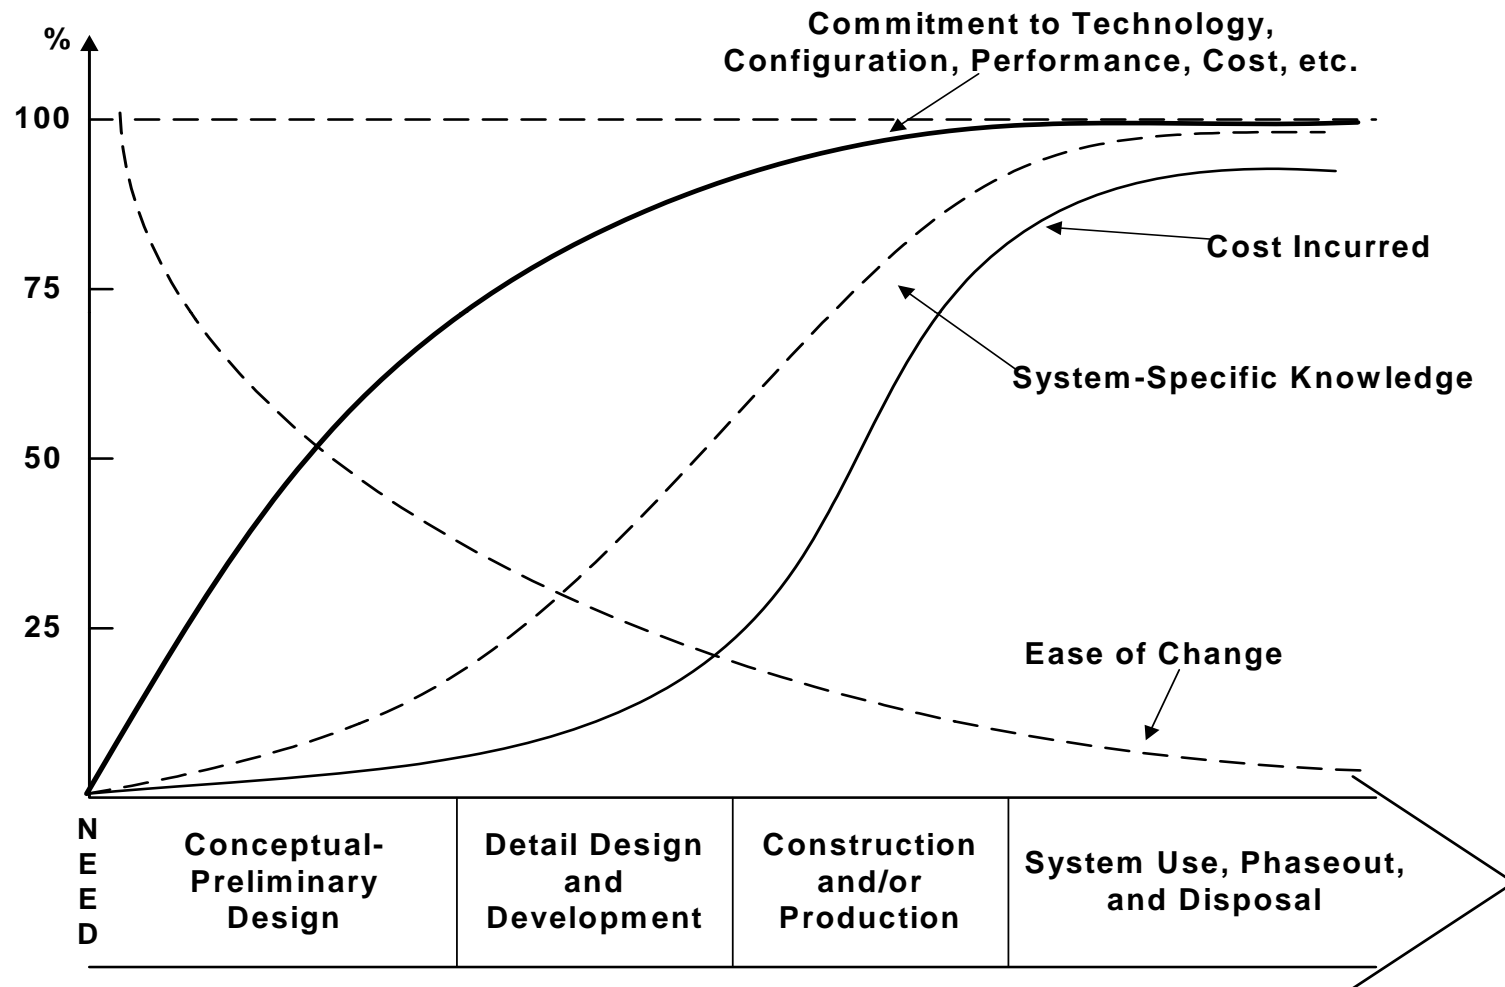 Commitment to Technology,
Configuration, Performance, Cost, etc.
%
100
75
50
25
Cost Incurred
System-Specific Knowledge
Ease of Change
N
E
E
D
Conceptual-
Preliminary
Design
Detail Design
and
Development
Construction
and/or
Production
System Use, Phaseout,
and Disposal